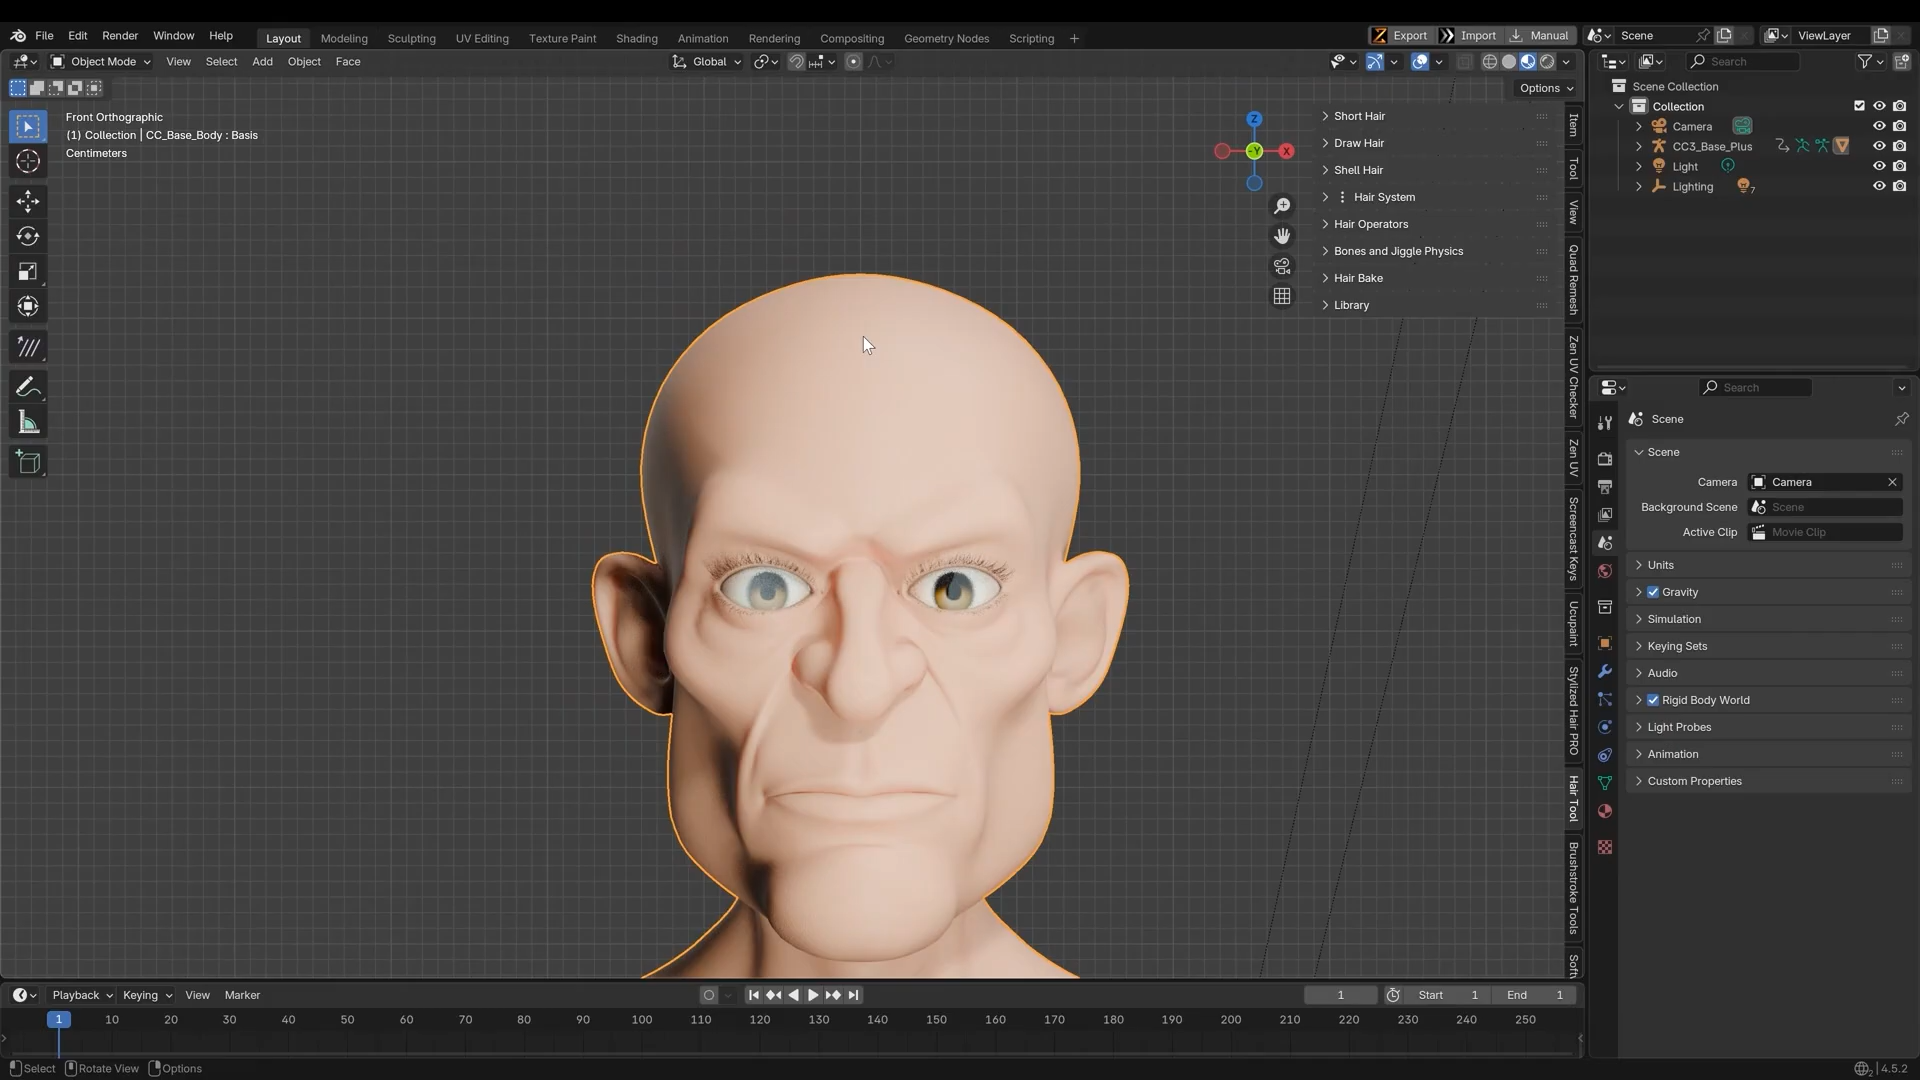 File Edit Render Window Help Layout Modeling Sculpting UV Editing Texture Paint Shading Animation Rendering Compositing Geometry Nodes Scripting + Export Import Manual Scene ViewLayer
Object Mode View Select Add Object Face Global Search
Options
Front Orthographic
(1) Collection | CC_Base_Body : Basis
Centimeters
Z
-Y
X
Short Hair
Draw Hair
Shell Hair
Hair System
Hair Operators
Bones and Jiggle Physics
Hair Bake
Library
Item
Tool
View
Quad Remesh
Zen UV Checker
Zen UV
Screencast Keys
Ucupaint
Stylized Hair PRO
Hair Tool
Brushstroke Tools
Soft
Scene Collection
Collection
Camera
CC3_Base_Plus
Light
Lighting 7
Search
Scene
Scene
Camera Camera
Background Scene Scene
Active Clip Movie Clip
Units
Gravity
Simulation
Keying Sets
Audio
Rigid Body World
Light Probes
Animation
Custom Properties
Playback Keying View Marker 1 Start 1 End 1
1 10 20 30 40 50 60 70 80 90 100 110 120 130 140 150 160 170 180 190 200 210 220 230 240 250
Select Rotate View Options 4.5.2